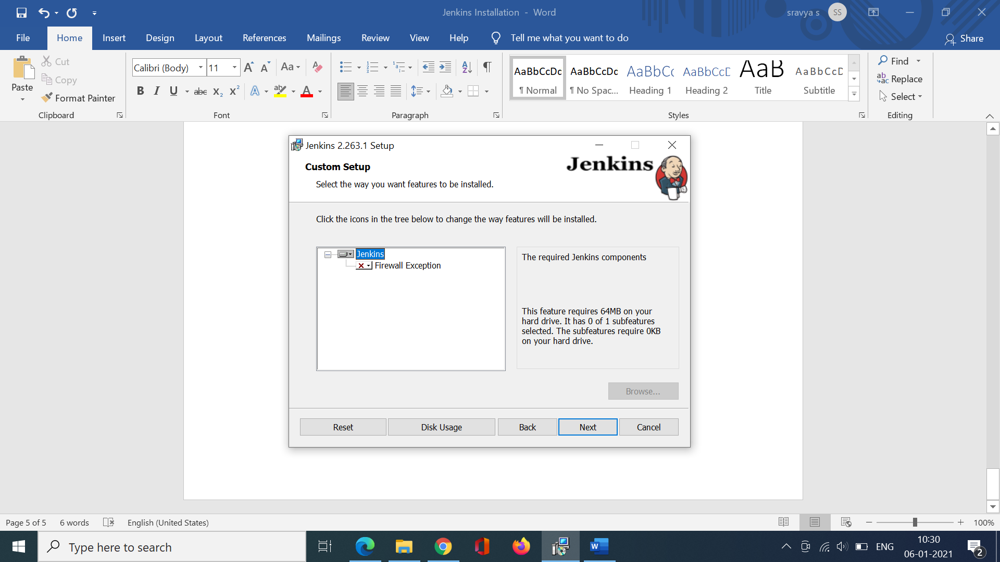 Jenkins Installation - Word
sravya s
SS
File
Home
Insert
Design
Layout
References
Mailings
Review
View
Help
Tell me what you want to do
Share
Paste
Cut
Copy
Format Painter
Clipboard
Calibri (Body)
11
Font
Paragraph
AaBbCcDc
¶ Normal
AaBbCcDc
¶ No Spac...
AaBbCc
Heading 1
AaBbCcD
Heading 2
AaB
Title
AaBbCcD
Subtitle
Styles
Find
Replace
Select
Editing
Jenkins 2.263.1 Setup
Custom Setup
Select the way you want features to be installed.
Jenkins
Click the icons in the tree below to change the way features will be installed.
Jenkins
Firewall Exception
The required Jenkins components
This feature requires 64MB on your
hard drive. It has 0 of 1 subfeatures
selected. The subfeatures require 0KB
on your hard drive.
Browse...
Reset
Disk Usage
Back
Next
Cancel
Page 5 of 5
6 words
English (United States)
100%
Type here to search
ENG
10:30
06-01-2021
2